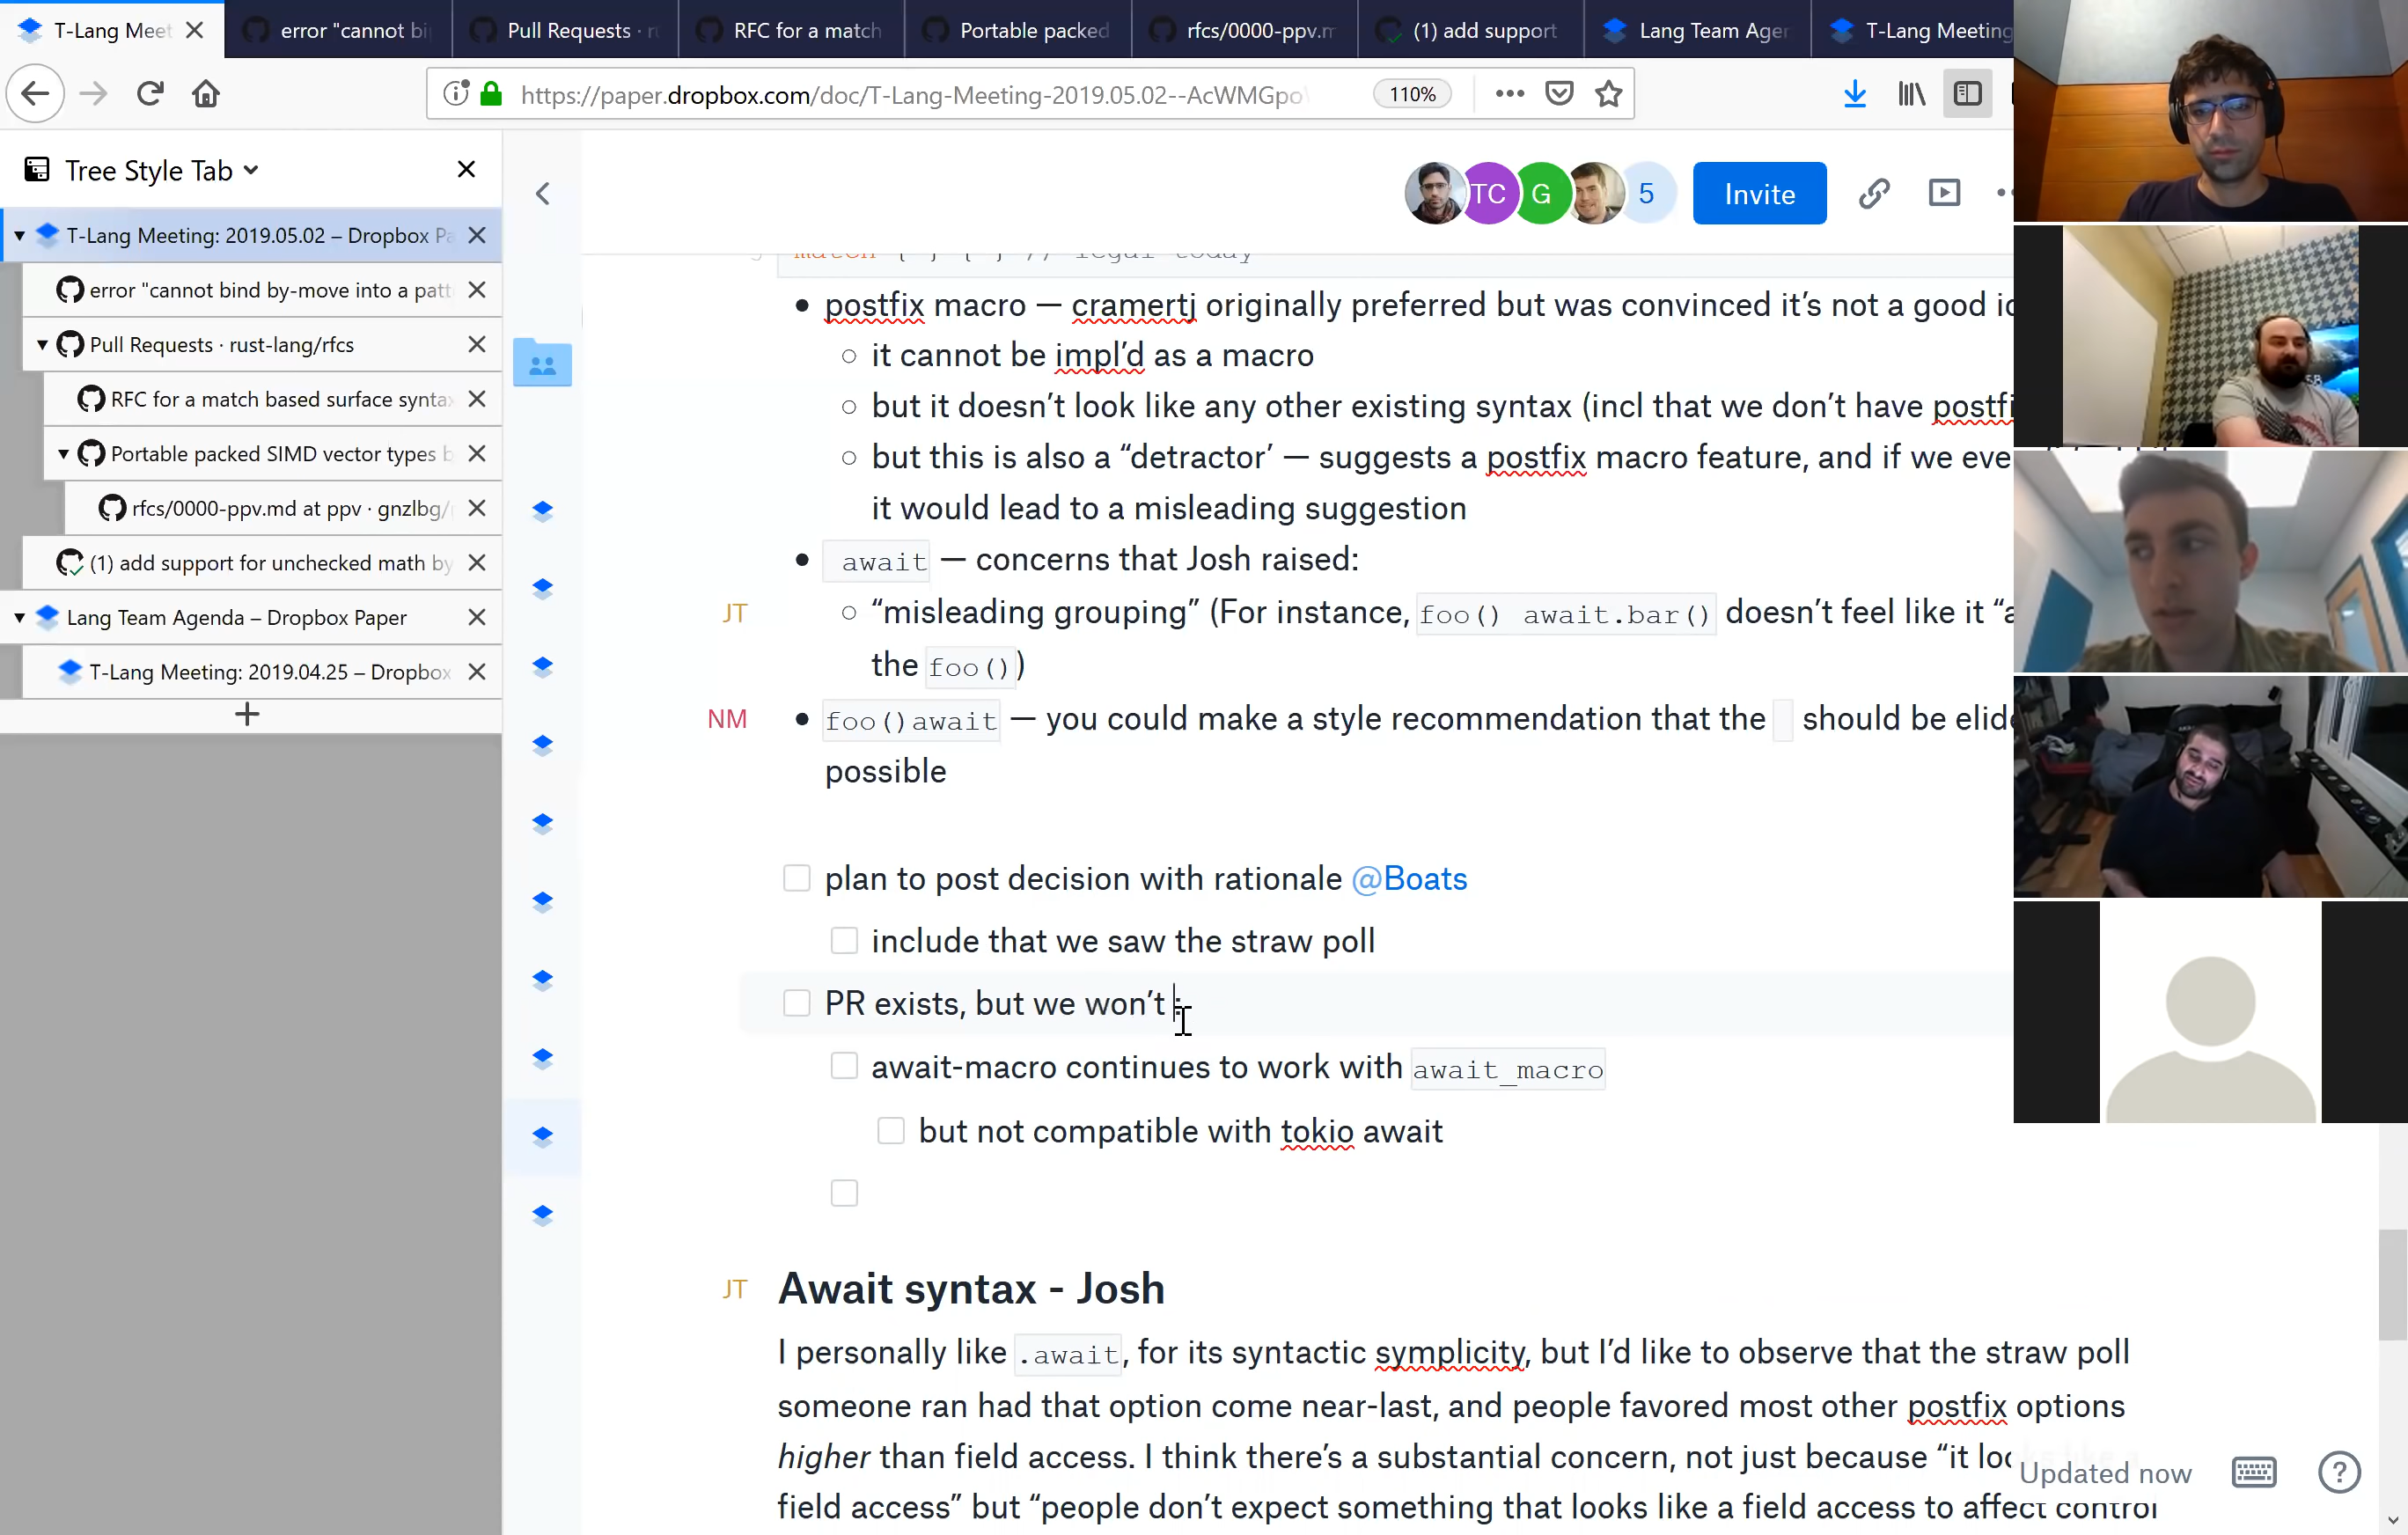 T-Lang Meet
error "cannot bi
Pull Requests · r
RFC for a match
Portable packed
rfcs/0000-ppv.m
(1) add support
Lang Team Ager
T-Lang Meeting
https://paper.dropbox.com/doc/T-Lang-Meeting-2019.05.02--AcWMGpo
110%
Tree Style Tab
T-Lang Meeting: 2019.05.02 – Dropbox Pa
error "cannot bind by-move into a patt
Pull Requests · rust-lang/rfcs
RFC for a match based surface syntax
Portable packed SIMD vector types b
rfcs/0000-ppv.md at ppv · gnzlbg/r
(1) add support for unchecked math by
Lang Team Agenda – Dropbox Paper
T-Lang Meeting: 2019.04.25 – Dropbox
TC
G
5
Invite
// legal today
• postfix macro — cramertj originally preferred but was convinced it's not a good id
○ it cannot be impl'd as a macro
○ but it doesn't look like any other existing syntax (incl that we don't have postfi
○ but this is also a “detractor’ — suggests a postfix macro feature, and if we eve
it would lead to a misleading suggestion
• await — concerns that Josh raised:
JT ○ “misleading grouping” (For instance, foo() await.bar() doesn't feel like it “a
the foo())
NM • foo()await — you could make a style recommendation that the should be elide
possible
plan to post decision with rationale @Boats
include that we saw the straw poll
PR exists, but we won't :
await-macro continues to work with await_macro
but not compatible with tokio await
JT Await syntax - Josh
I personally like .await, for its syntactic symplicity, but I'd like to observe that the straw poll
someone ran had that option come near-last, and people favored most other postfix options
higher than field access. I think there's a substantial concern, not just because “it loo
Updated now
field access” but “people don't expect something that looks like a field access to affect control